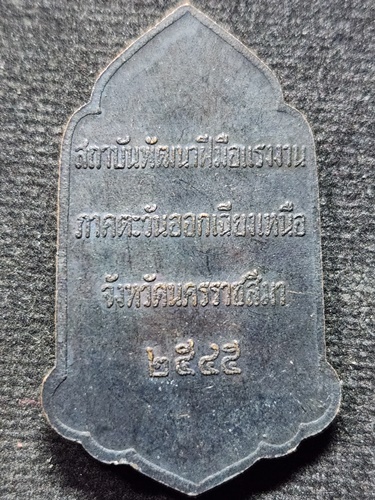 สถาบันพัฒนาฝีมือแรงงาน
ภาคตะวันออกเฉียงเหนือ
จังหวัดนครราชสีมา
๒๕๔๕